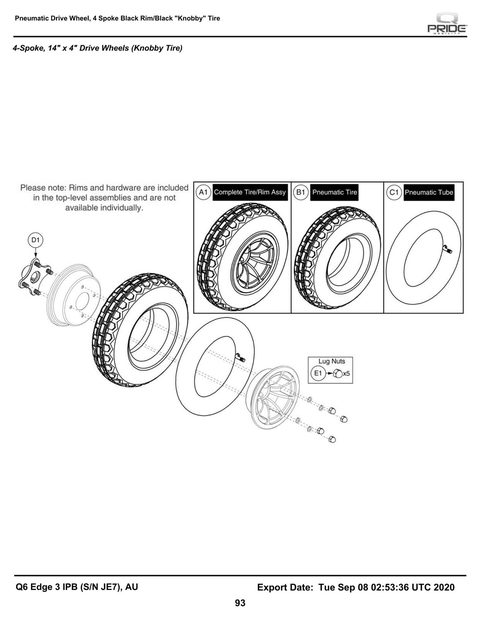 Pneumatic Drive Wheel, 4 Spoke Black Rim/Black "Knobby" Tire
Q
PRIDE
4-Spoke, 14" x 4" Drive Wheels (Knobby Tire)
Please note: Rims and hardware are included
in the top-level assemblies and are not
available individually.
A1 Complete Tire/Rim Assy
B1 Pneumatic Tire
C1 Pneumatic Tube
D1
Lug Nuts
E1 x5
Q6 Edge 3 IPB (S/N JE7), AU
Export Date: Tue Sep 08 02:53:36 UTC 2020
93